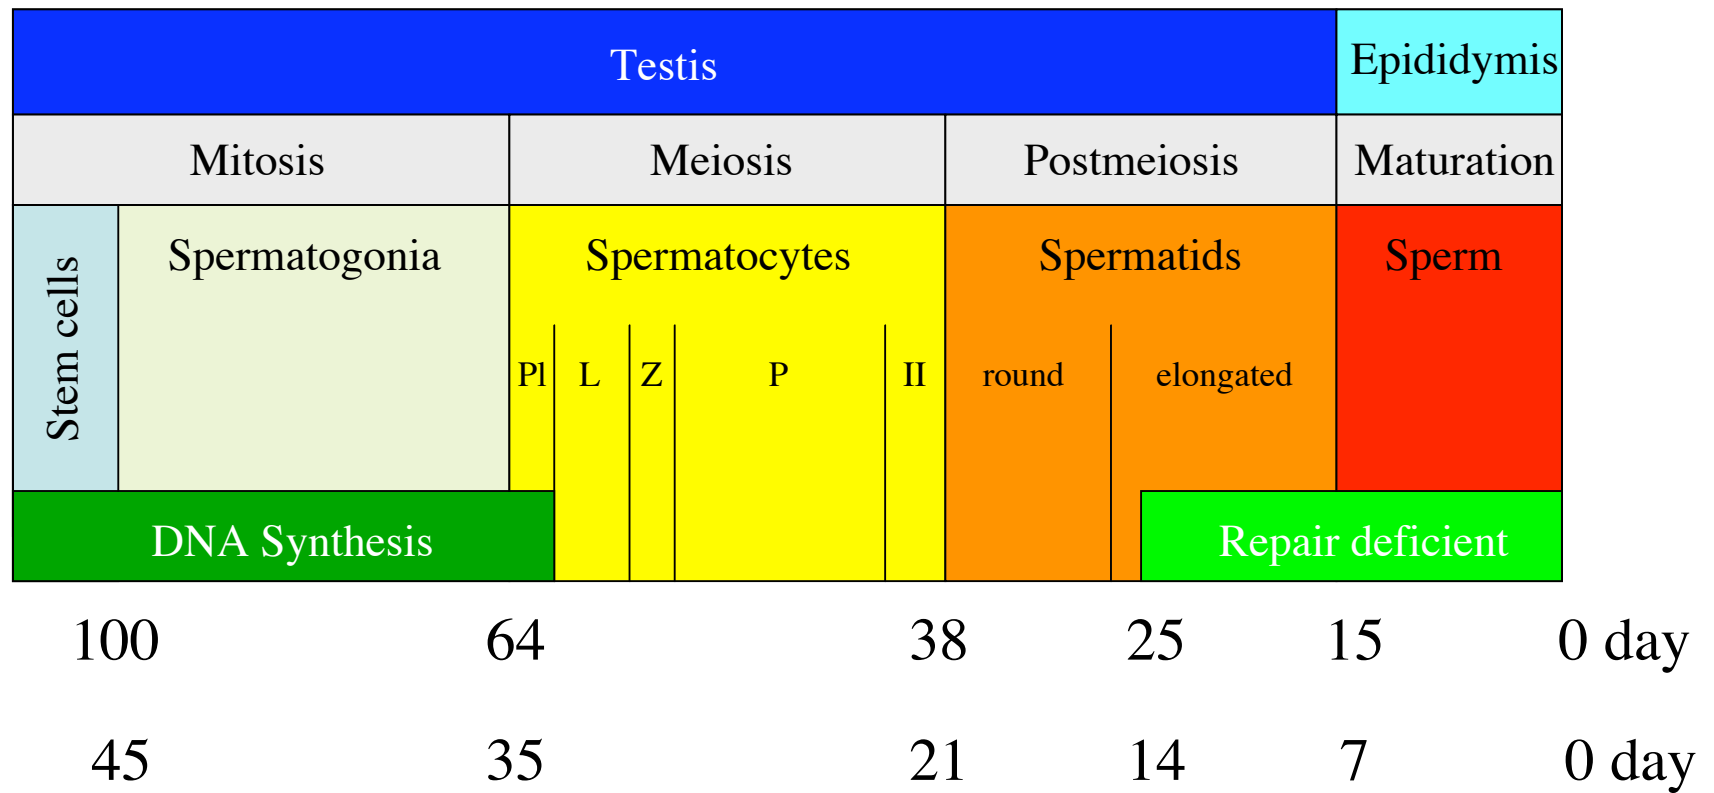 Testis Epididymis
Mitosis Meiosis Postmeiosis Maturation
Stem cells Spermatogonia Spermatocytes Spermatids Sperm
Pl L Z P II round elongated
DNA Synthesis Repair deficient
100 64 38 25 15 0 day
45 35 21 14 7 0 day